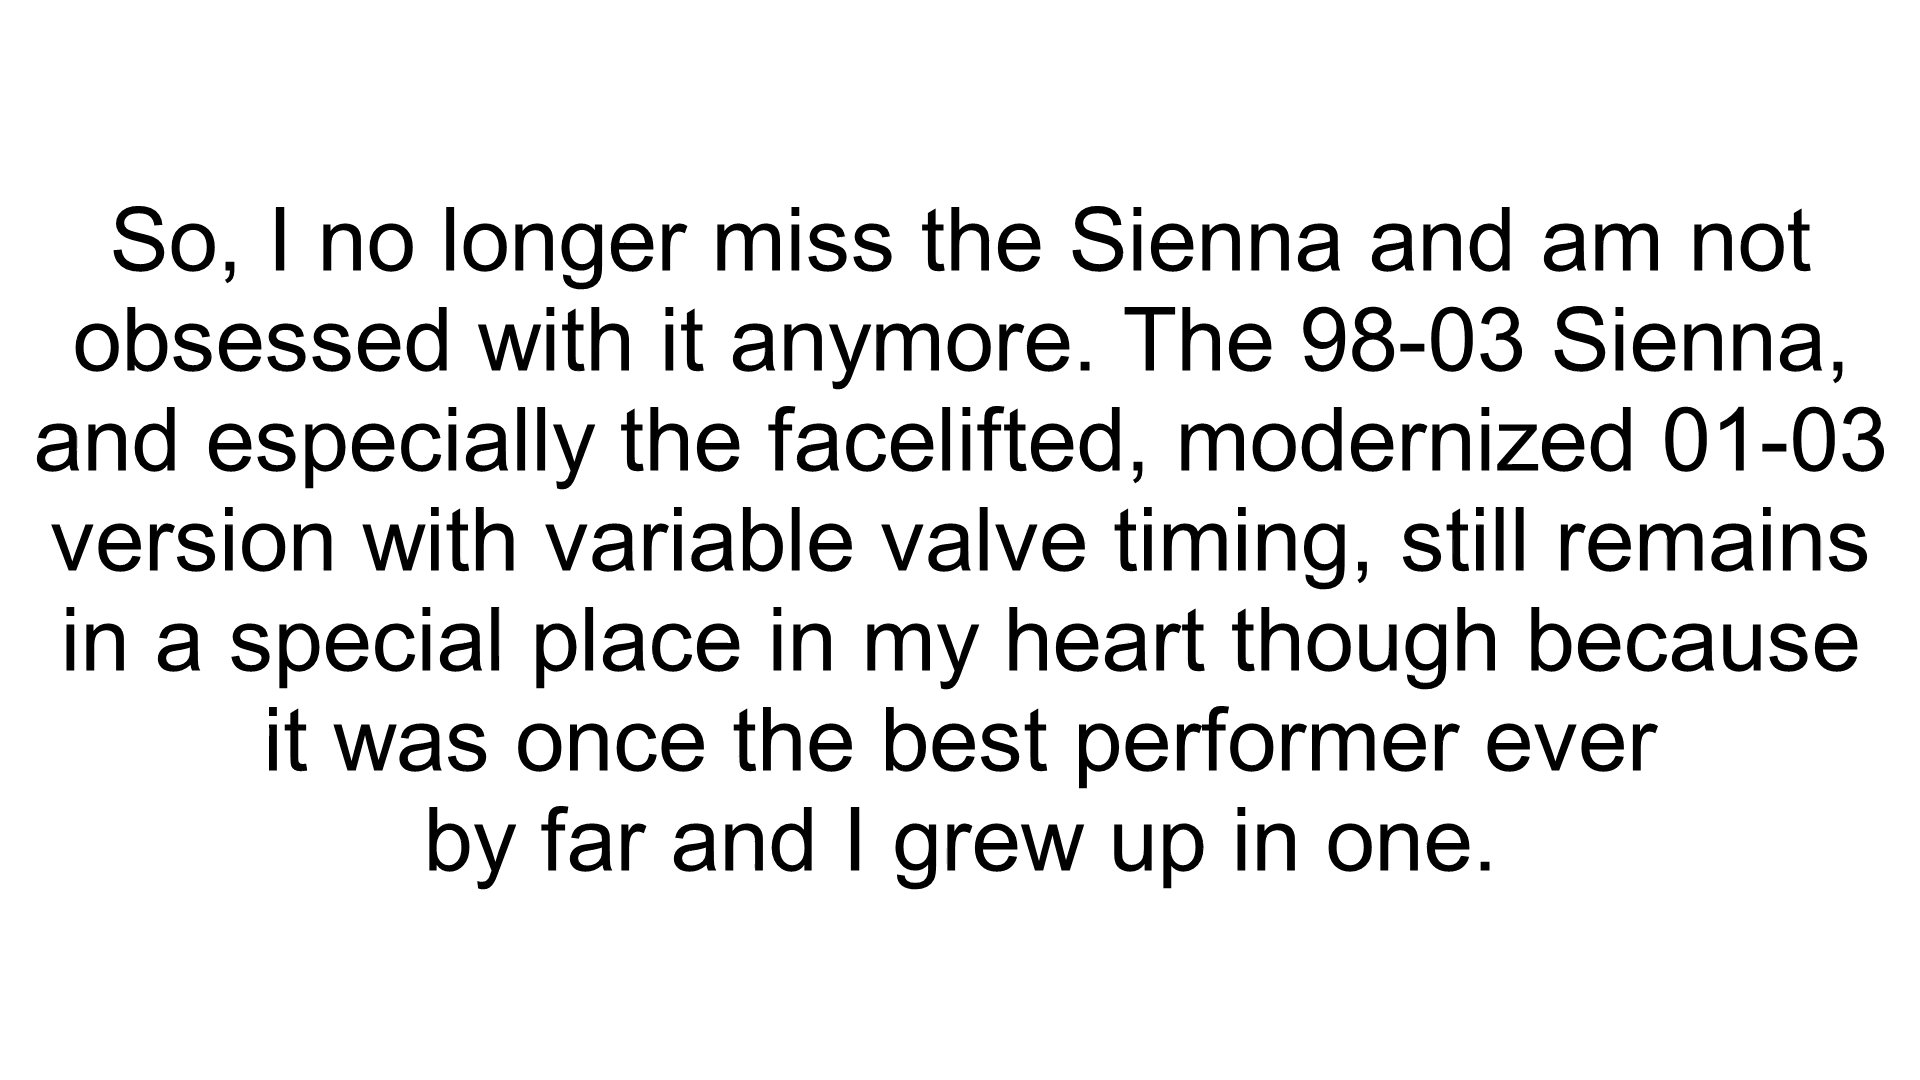 So, I no longer miss the Sienna and am not
obsessed with it anymore. The 98-03 Sienna,
and especially the facelifted, modernized 01-03
version with variable valve timing, still remains
in a special place in my heart though because
it was once the best performer ever
by far and I grew up in one.